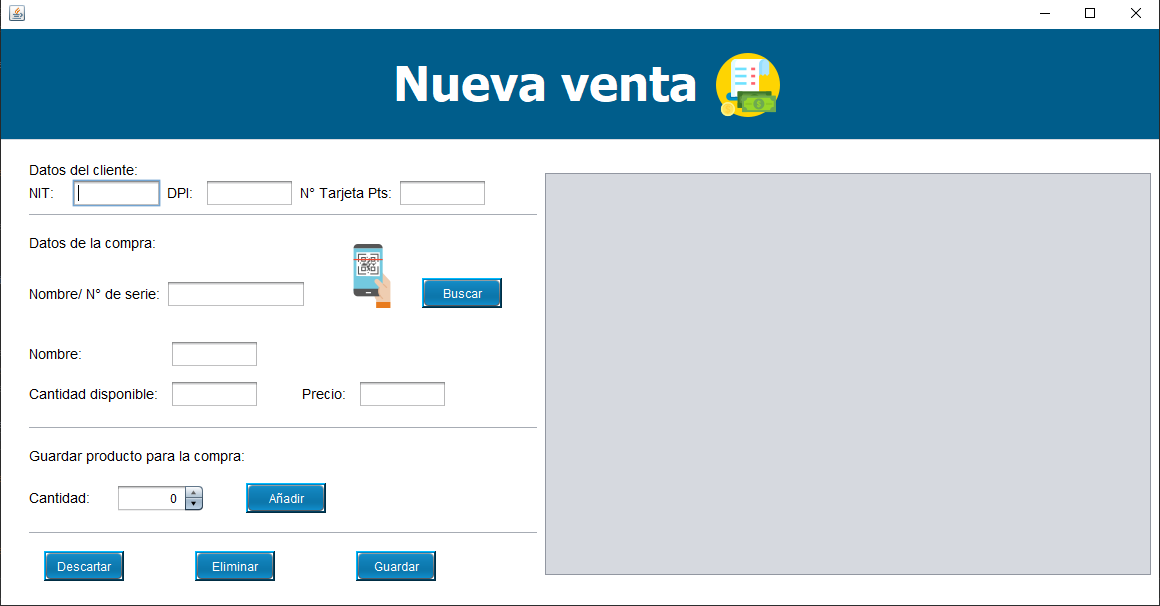 Nueva venta
Datos del cliente:
NIT: DPI: N° Tarjeta Pts:
Datos de la compra:
Nombre/ N° de serie: Buscar
Nombre:
Cantidad disponible: Precio:
Guardar producto para la compra:
Cantidad: 0 Añadir
Descartar Eliminar Guardar